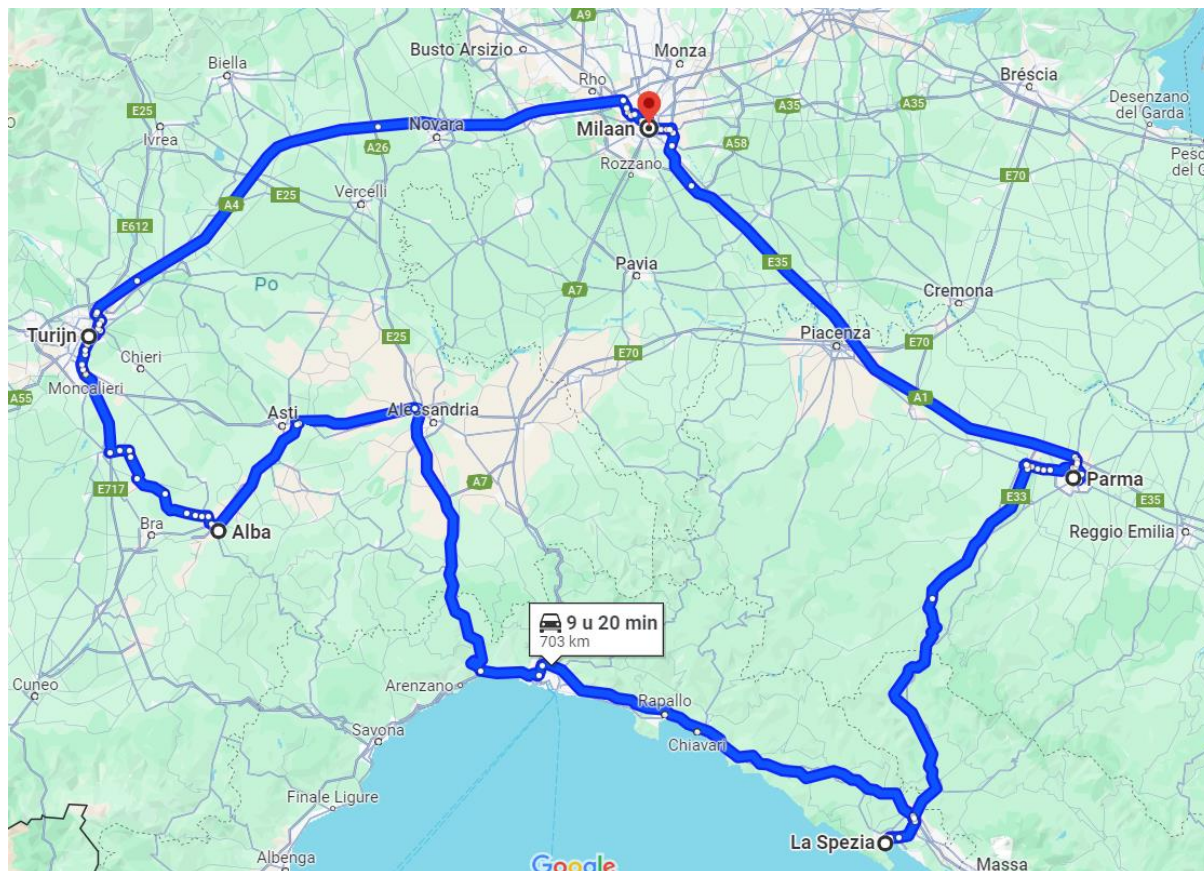 A9
Busto Arsizio
Monza
Biella
Rho
Bréscia
E25
A35
A35
Desenzano
del Garda
Milaan
Novara
Ivrea
A26
A58
Rozzano
E70
Vercelli
E25
A4
E612
Po
Pavia
E35
Cremona
A7
Turijn
Piacenza
E25
E70
E70
Chieri
Moncalieri
A55
A1
Asti
Alessandria
Parma
E717
A7
E33
E35
Bra
Alba
Reggio Emilia
9 u 20 min
703 km
Cuneo
Arenzano
Rapallo
Savona
Chiavari
Finale Ligure
La Spezia
Albenga
Google
Massa